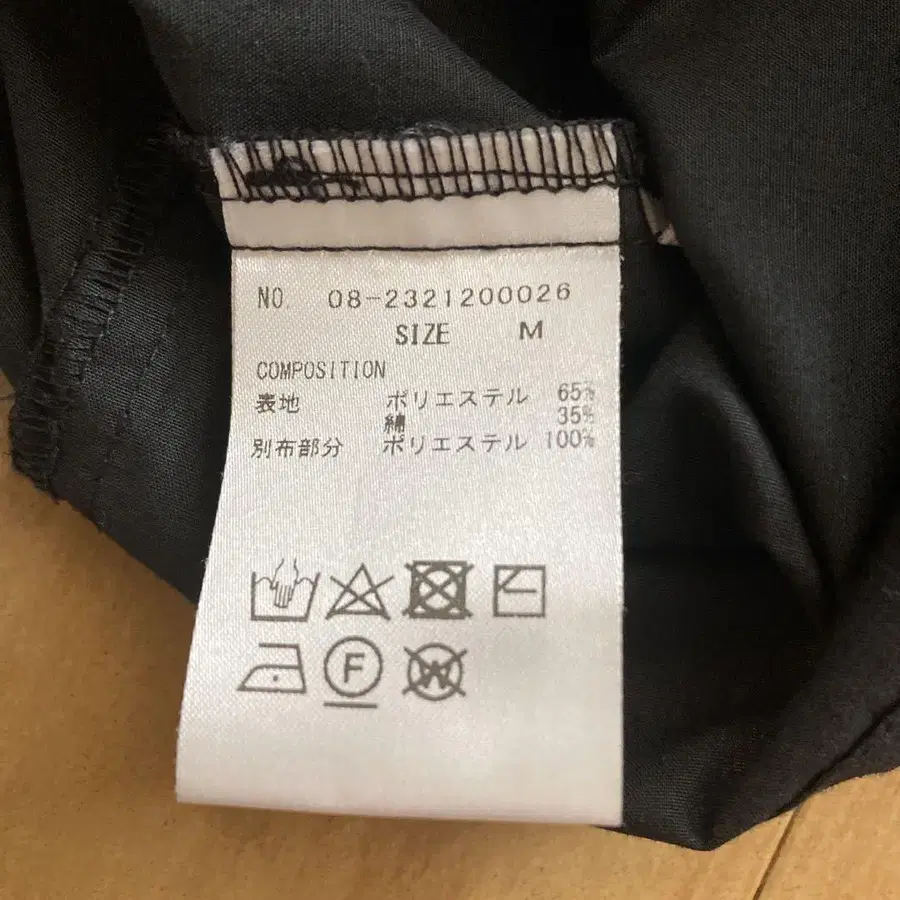 NO. 08-2321200026
SIZE M
COMPOSITION
表地 ポリエステル 65%
綿 35%
別布部分 ポリエステル 100%
F
W